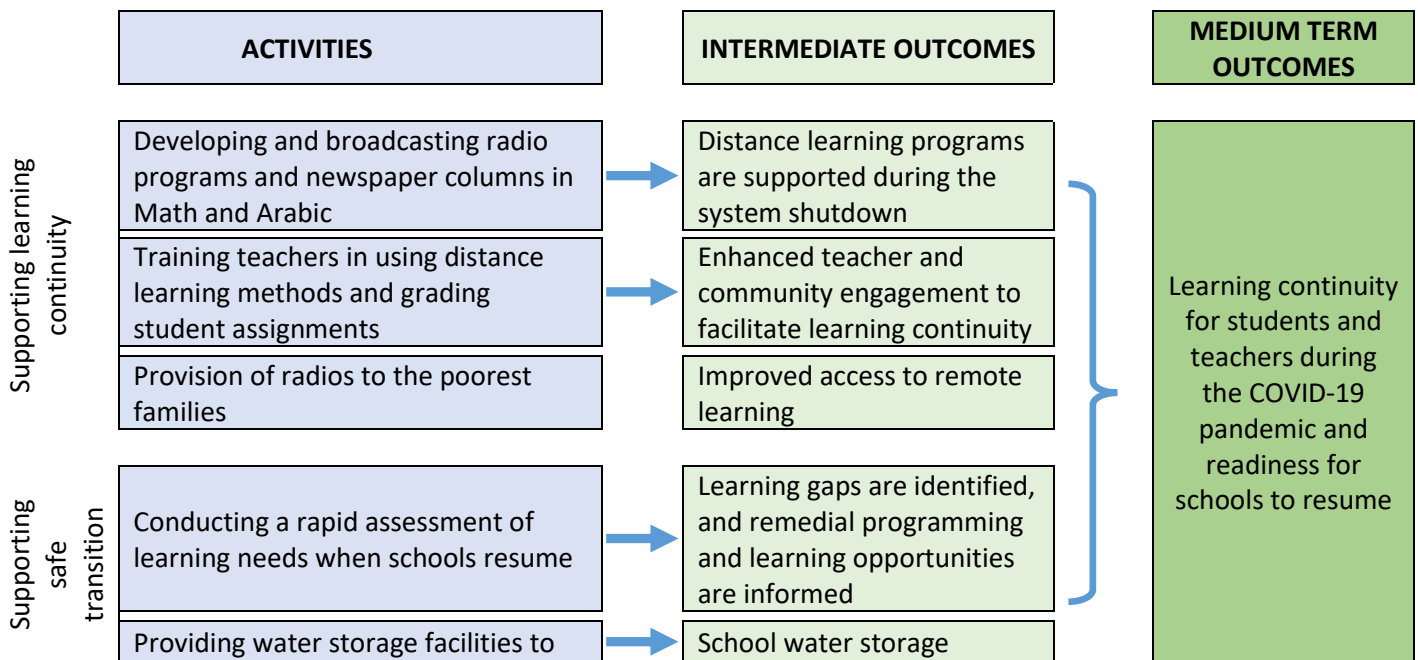 ACTIVITIES
INTERMEDIATE OUTCOMES
MEDIUM TERM
OUTCOMES
Supporting learning
continuity
Developing and broadcasting radio
programs and newspaper columns in
Math and Arabic
Distance learning programs
are supported during the
system shutdown
Training teachers in using distance
learning methods and grading
student assignments
Enhanced teacher and
community engagement to
facilitate learning continuity
Provision of radios to the poorest
families
Improved access to remote
learning
Supporting
safe
transition
Conducting a rapid assessment of
learning needs when schools resume
Learning gaps are identified,
and remedial programming
and learning opportunities
are informed
Providing water storage facilities to
School water storage
Learning continuity
for students and
teachers during
the COVID-19
pandemic and
readiness for
schools to resume